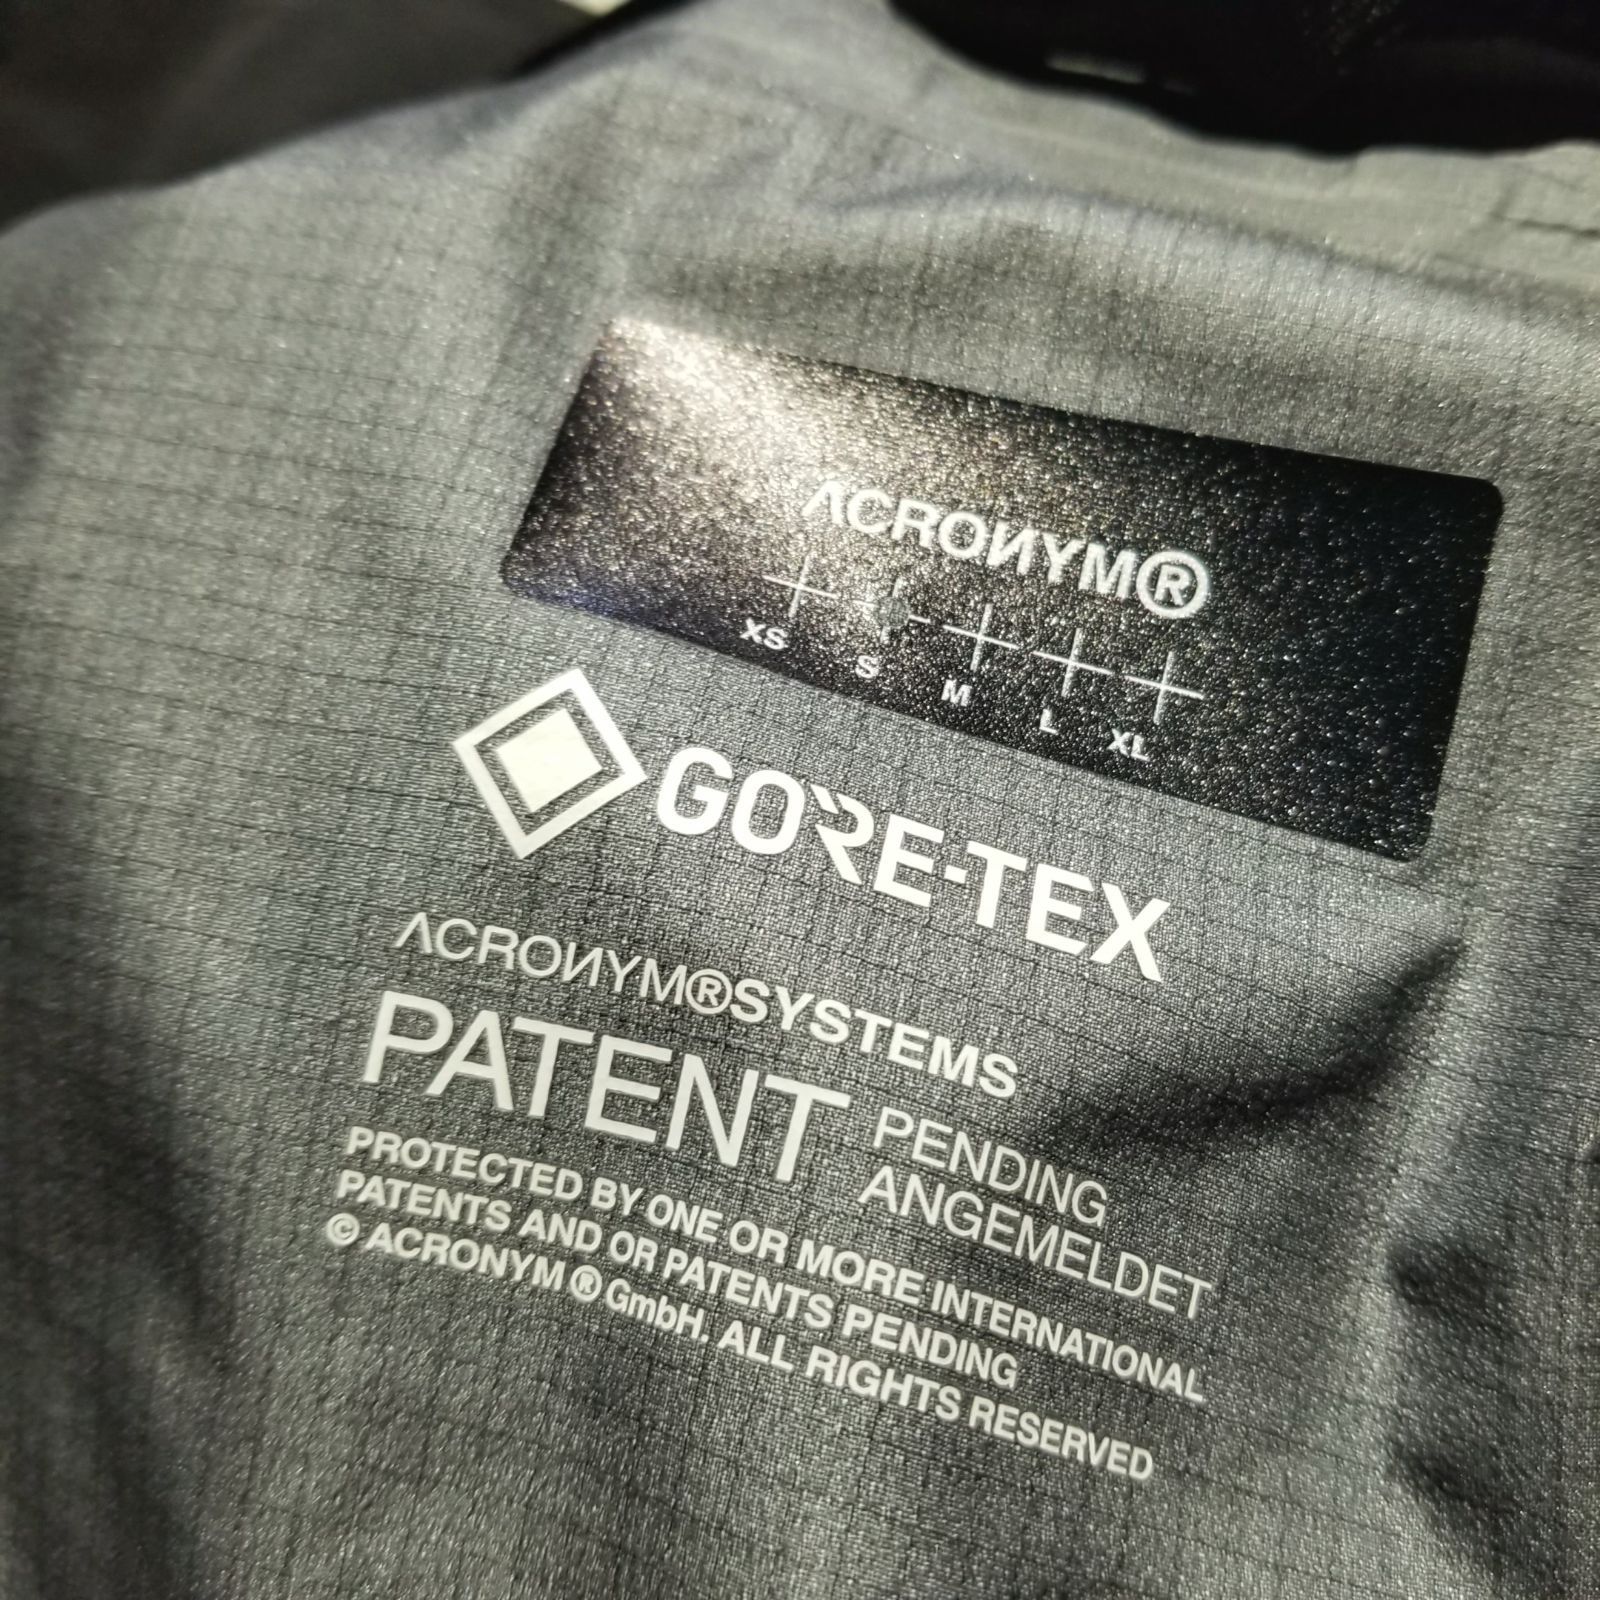 ACRONYM®
XS S M L XL
GORE-TEX
ACRONYM®SYSTEMS
PATENT PENDING
ANGEMELDET
PROTECTED BY ONE OR MORE INTERNATIONAL
PATENTS AND OR PATENTS PENDING
© ACRONYM ® GmbH. ALL RIGHTS RESERVED